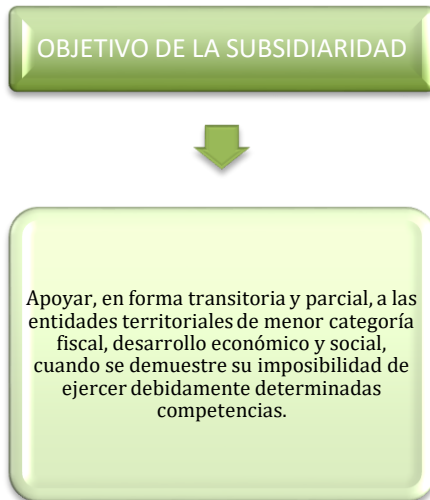 OBJETIVO DE LA SUBSIDIARIDAD
Apoyar, en forma transitoria y parcial, a las
entidades territoriales de menor categoría
fiscal, desarrollo económico y social,
cuando se demuestre su imposibilidad de
ejercer debidamente determinadas
competencias.